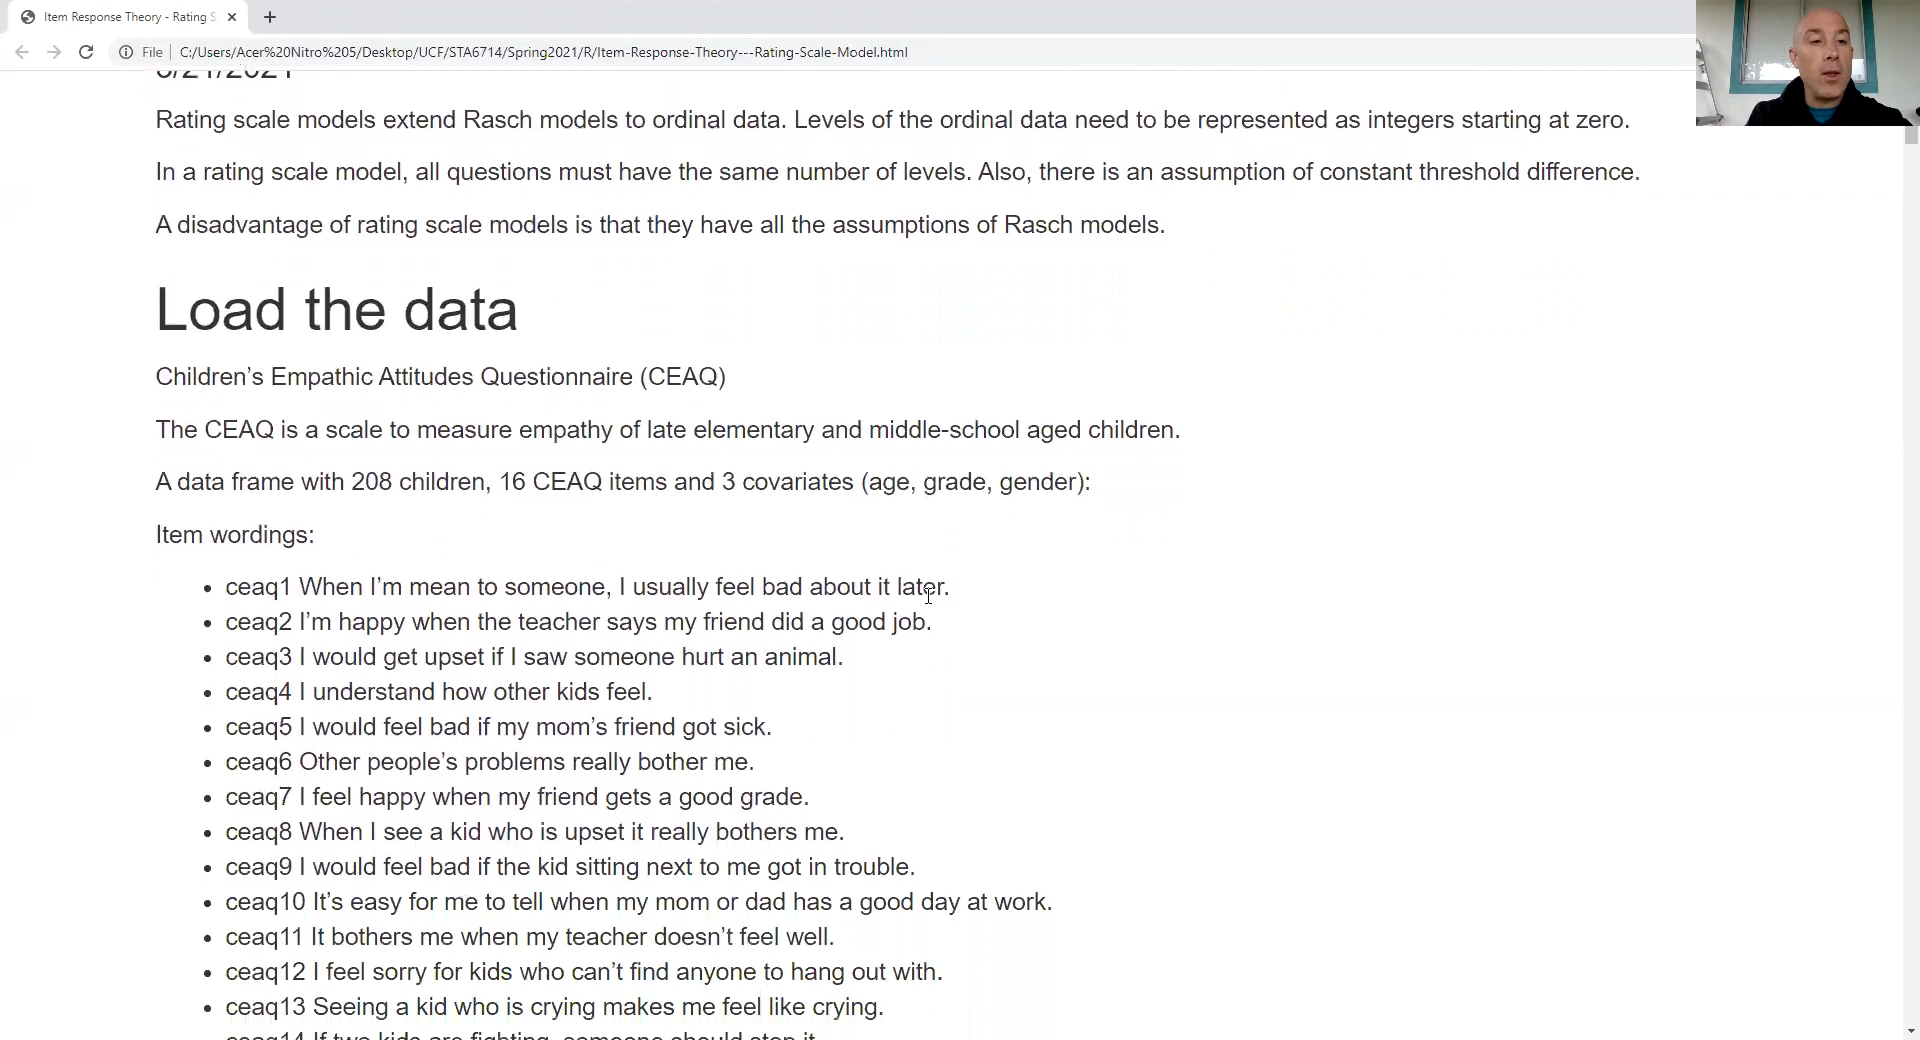 Item Response Theory - Rating S
File
C:/Users/Acer%20Nitro%205/Desktop/UCF/STA6714/Spring2021/R/Item-Response-Theory---Rating-Scale-Model.html
Rating scale models extend Rasch models to ordinal data. Levels of the ordinal data need to be represented as integers starting at zero.
In a rating scale model, all questions must have the same number of levels. Also, there is an assumption of constant threshold difference.
A disadvantage of rating scale models is that they have all the assumptions of Rasch models.
Load the data
Children’s Empathic Attitudes Questionnaire (CEAQ)
The CEAQ is a scale to measure empathy of late elementary and middle-school aged children.
A data frame with 208 children, 16 CEAQ items and 3 covariates (age, grade, gender):
Item wordings:
• ceaq1 When I’m mean to someone, I usually feel bad about it later.
• ceaq2 I’m happy when the teacher says my friend did a good job.
• ceaq3 I would get upset if I saw someone hurt an animal.
• ceaq4 I understand how other kids feel.
• ceaq5 I would feel bad if my mom’s friend got sick.
• ceaq6 Other people’s problems really bother me.
• ceaq7 I feel happy when my friend gets a good grade.
• ceaq8 When I see a kid who is upset it really bothers me.
• ceaq9 I would feel bad if the kid sitting next to me got in trouble.
• ceaq10 It’s easy for me to tell when my mom or dad has a good day at work.
• ceaq11 It bothers me when my teacher doesn’t feel well.
• ceaq12 I feel sorry for kids who can’t find anyone to hang out with.
• ceaq13 Seeing a kid who is crying makes me feel like crying.
ceaq14 If two kids are fighting, someone should stop it